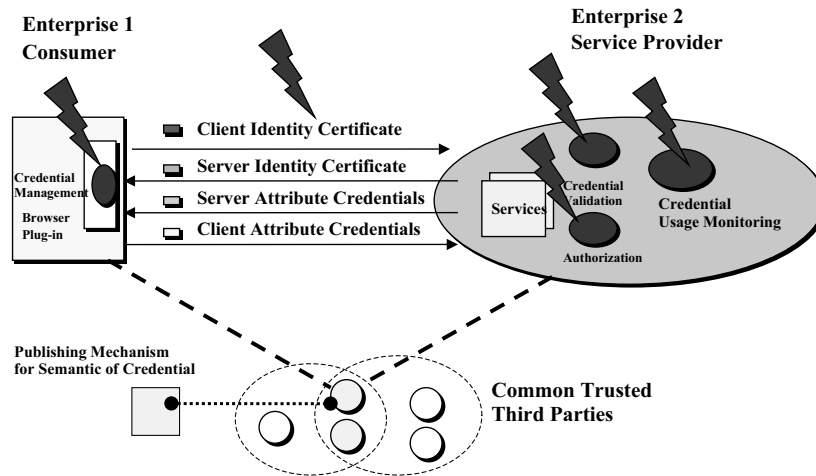 Enterprise 1
Consumer
Enterprise 2
Service Provider
Client Identity Certificate
Server Identity Certificate
Server Attribute Credentials
Client Attribute Credentials
Credential
Management
Browser
Plug-in
Services
Credential
Validation
Authorization
Credential
Usage Monitoring
Publishing Mechanism
for Semantic of Credential
Common Trusted
Third Parties